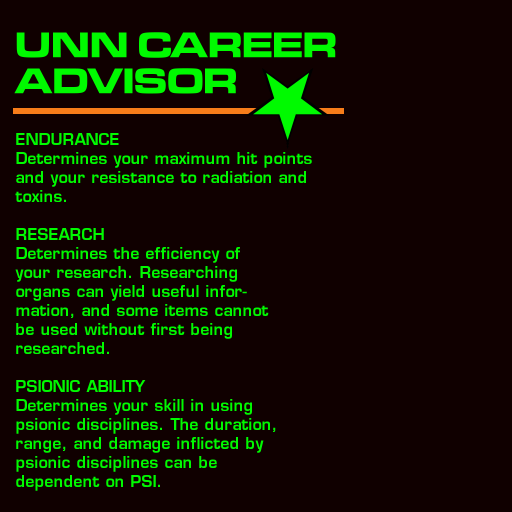 UNN CAREER
ADVISOR
ENDURANCE
Determines your maximum hit points
and your resistance to radiation and
toxins.
RESEARCH
Determines the efficiency of
your research. Researching
organs can yield useful infor-
mation, and some items cannot
be used without first being
researched.
PSIONIC ABILITY
Determines your skill in using
psionic disciplines. The duration,
range, and damage inflicted by
psionic disciplines can be
dependent on PSI.